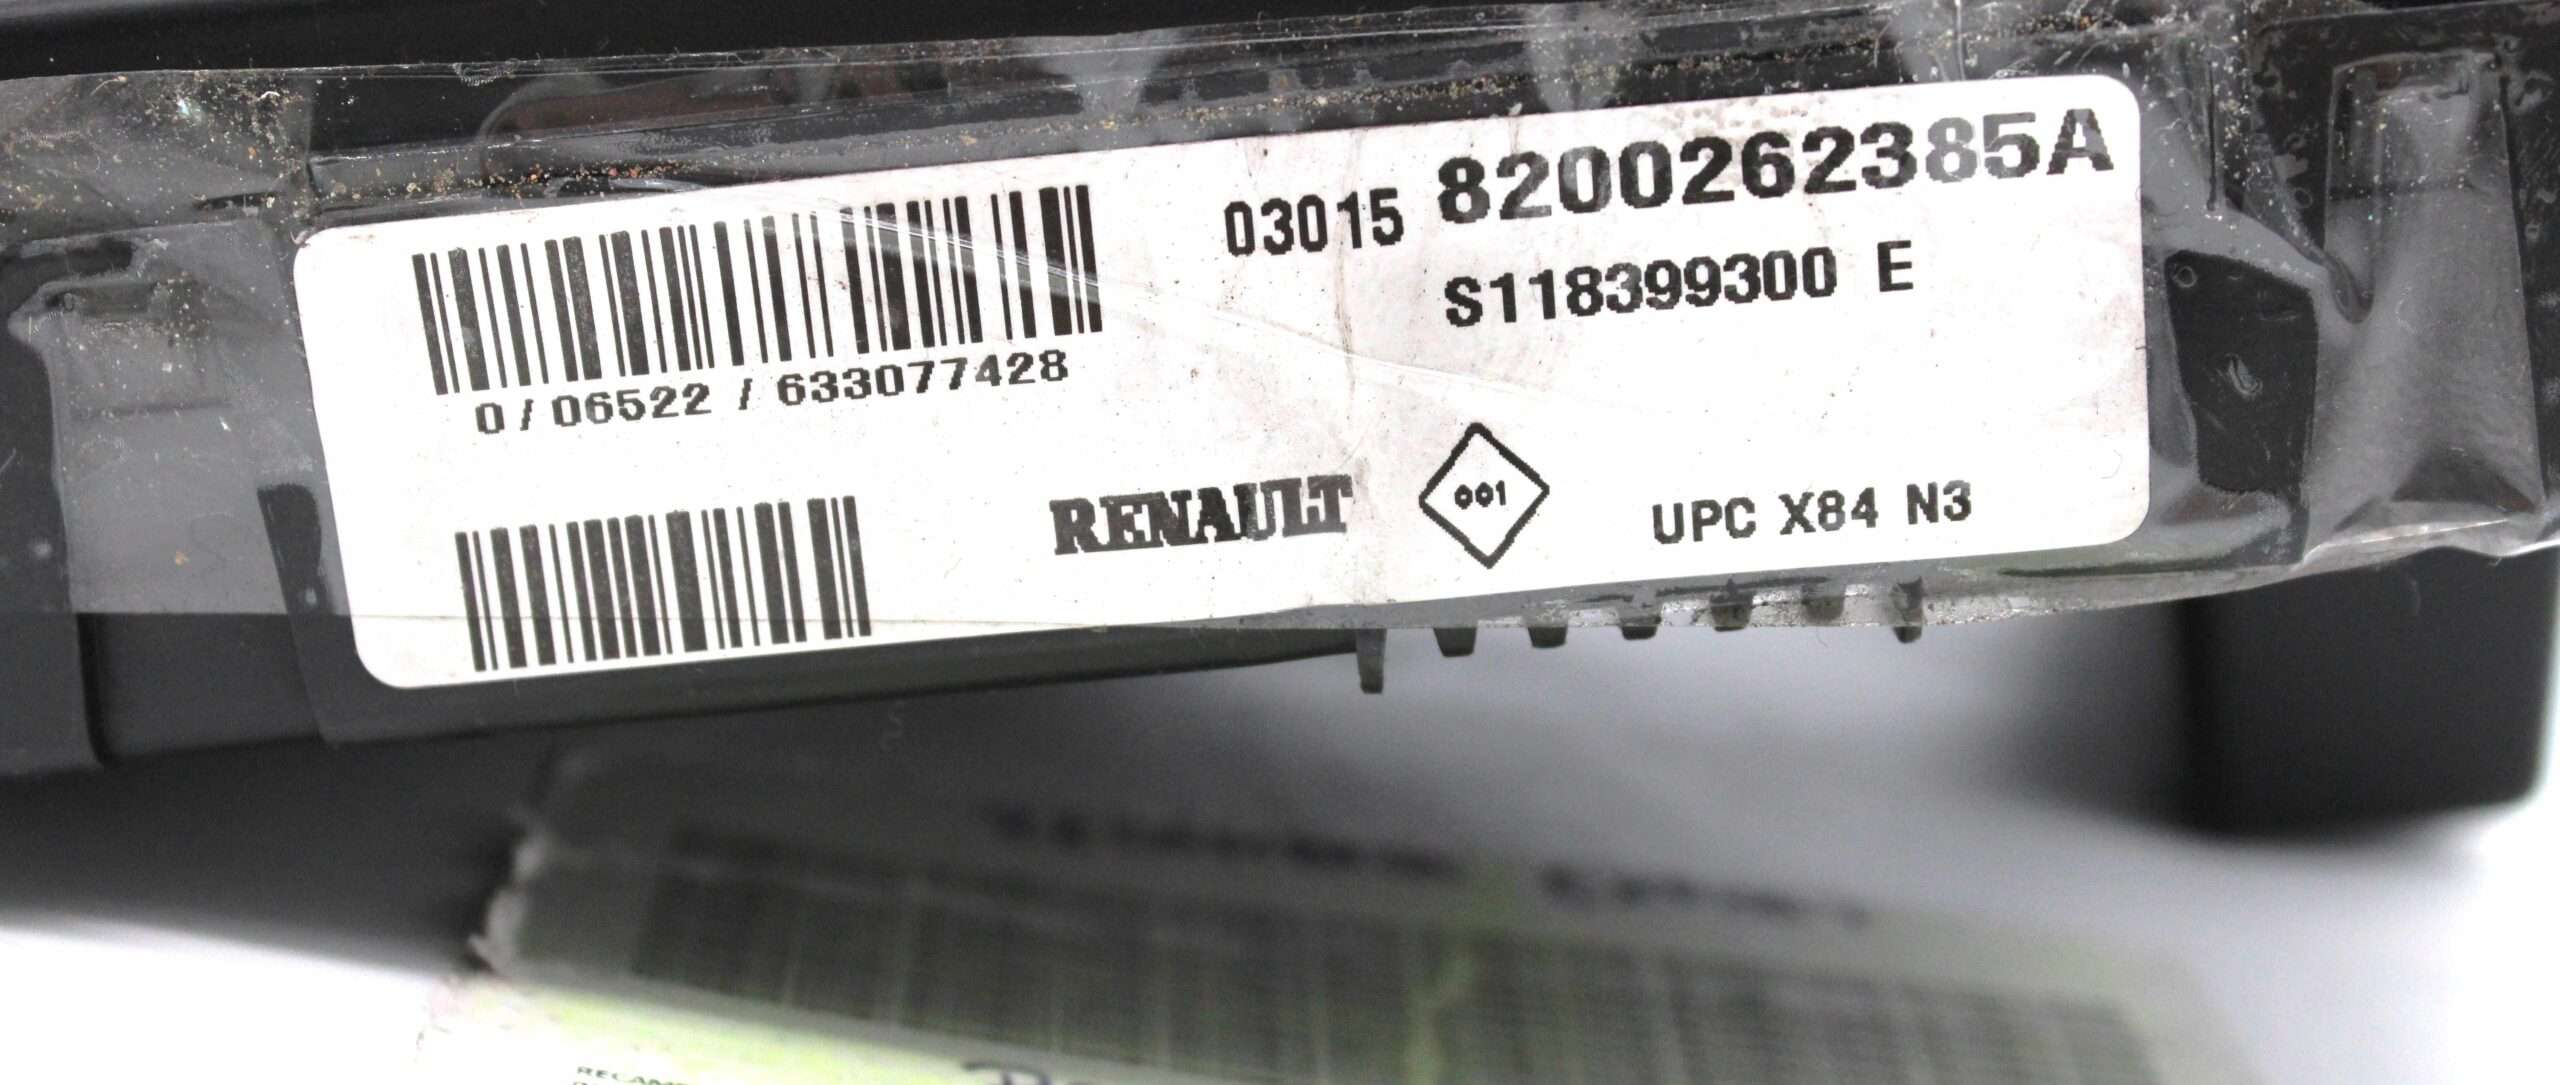 03015 8200262385A
S118399300 E
0 / 06522 / 633077428
RENAULT 001 UPC X84 N3